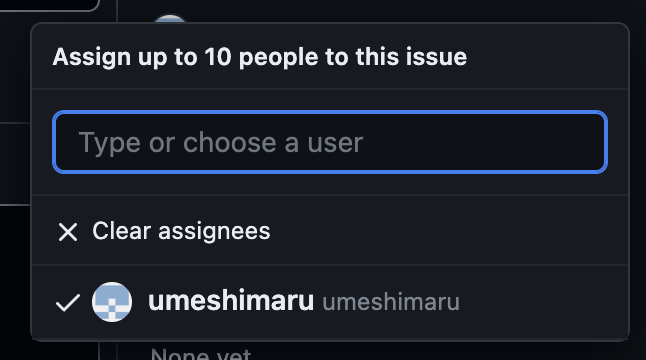 Assign up to 10 people to this issue
Type or choose a user
Clear assignees
umeshimaru umeshimaru
None yet